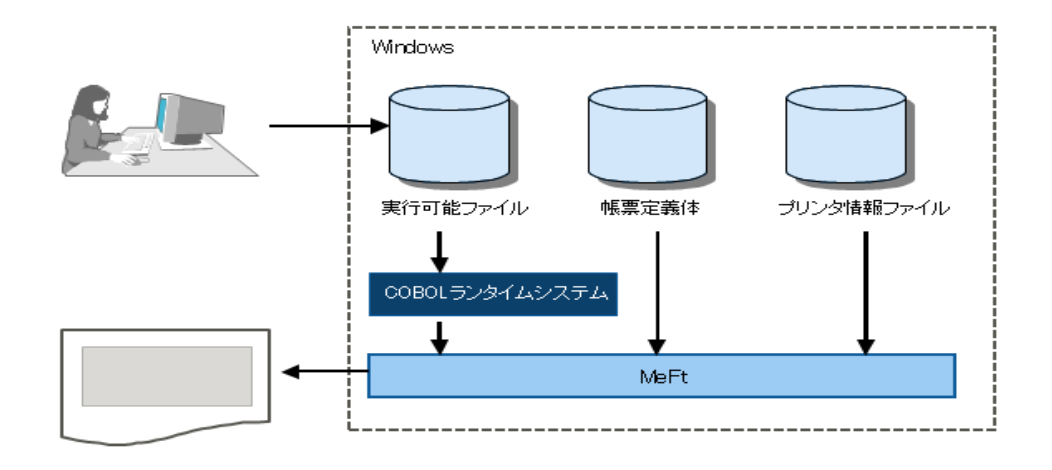 Windows
実行可能ファイル
帳票定義体
プリンタ情報ファイル
COBOLランタイムシステム
MeFt